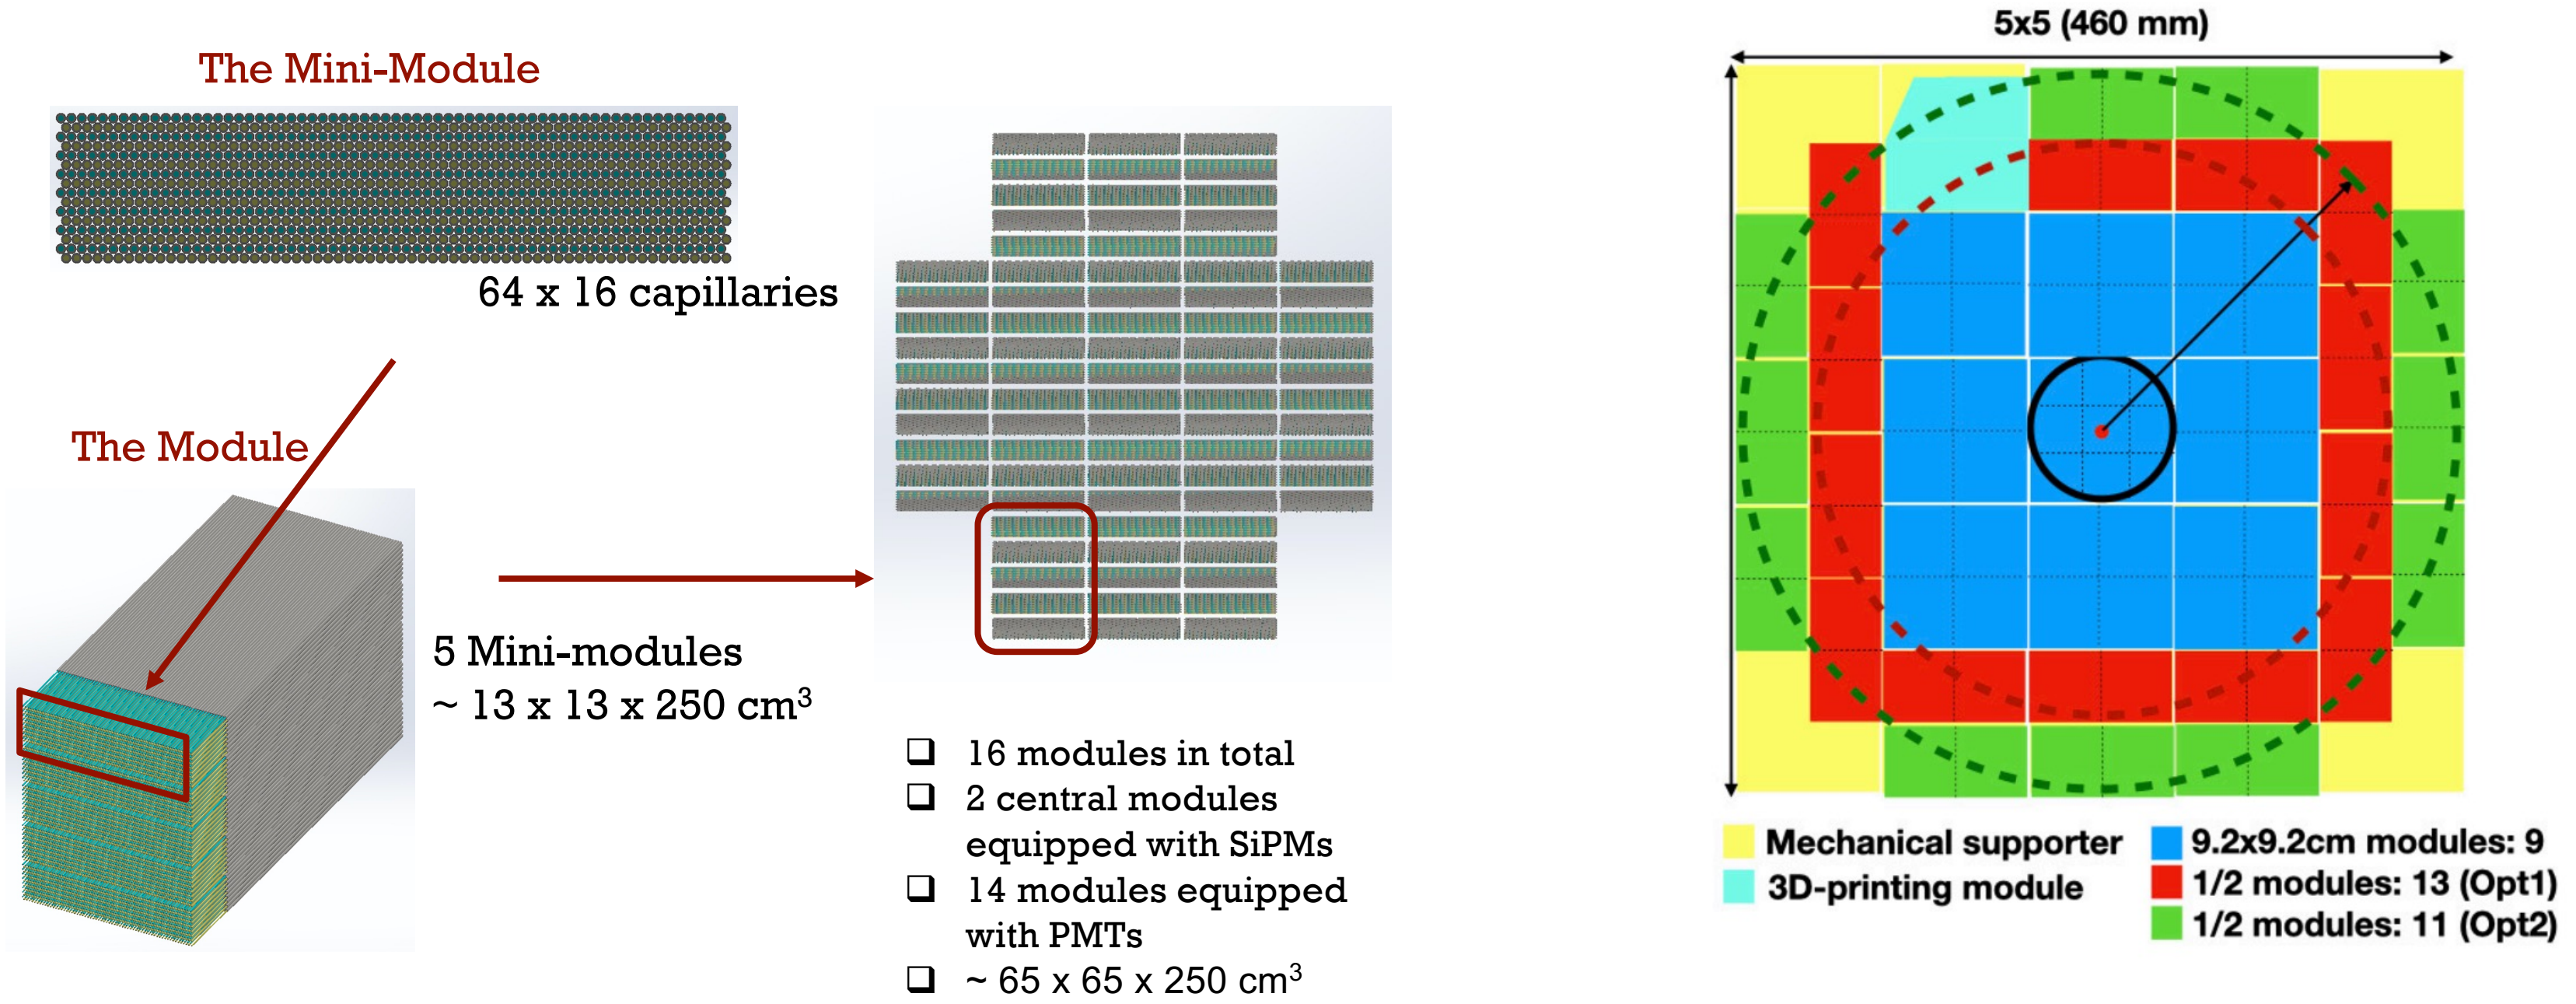 The Mini-Module
64 x 16 capillaries
The Module
5 Mini-modules
~ 13 x 13 x 250 cm³
❑ 16 modules in total
❑ 2 central modules
equipped with SiPMs
❑ 14 modules equipped
with PMTs
❑ ~ 65 x 65 x 250 cm³
5x5 (460 mm)
Mechanical supporter
3D-printing module
9.2x9.2cm modules: 9
1/2 modules: 13 (Opt1)
1/2 modules: 11 (Opt2)